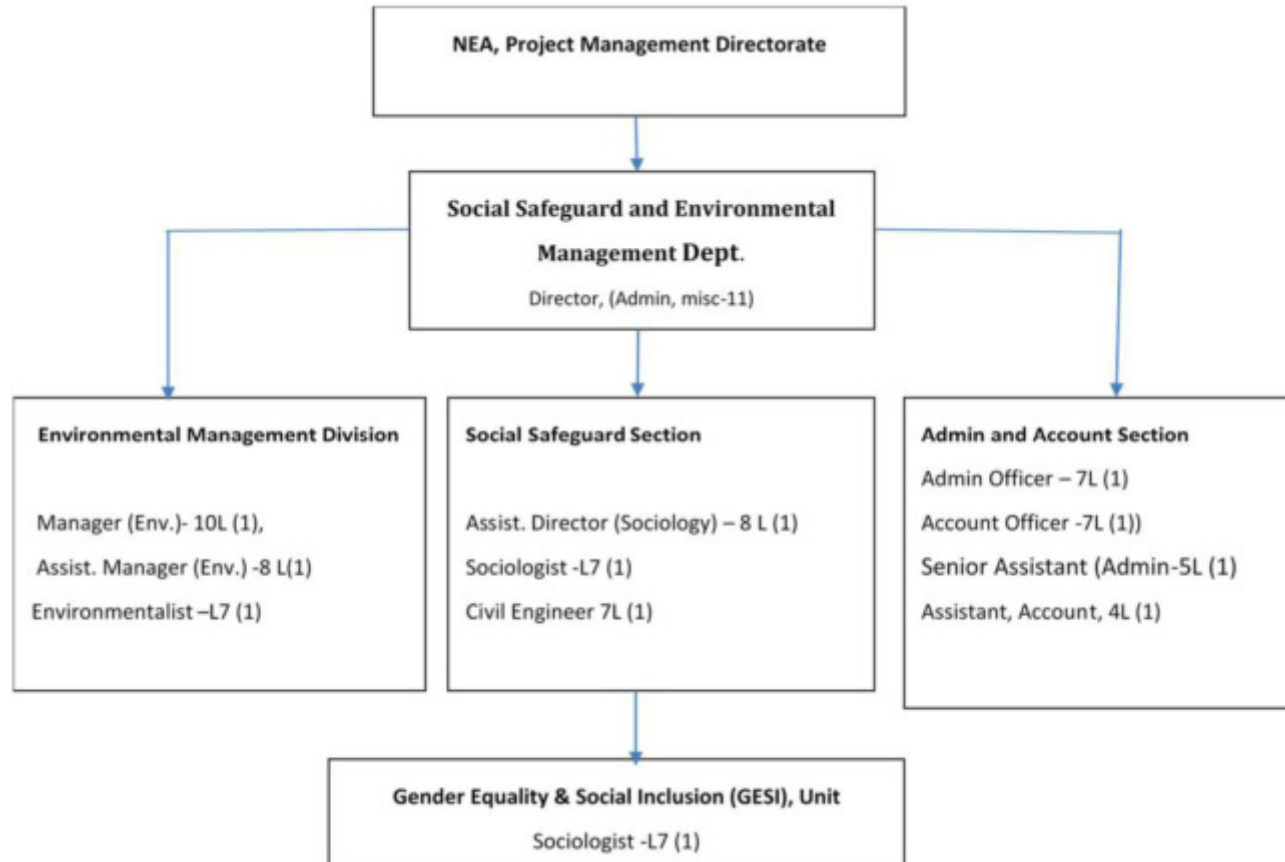 NEA, Project Management Directorate
Social Safeguard and Environmental
Management Dept.
Director, (Admin, misc-11)
Environmental Management Division
Manager (Env.)- 10L (1),
Assist. Manager (Env.) -8 L(1)
Environmentalist –L7 (1)
Social Safeguard Section
Assist. Director (Sociology) – 8 L (1)
Sociologist -L7 (1)
Civil Engineer 7L (1)
Admin and Account Section
Admin Officer – 7L (1)
Account Officer -7L (1))
Senior Assistant (Admin-5L (1)
Assistant, Account, 4L (1)
Gender Equality & Social Inclusion (GESI), Unit
Sociologist -L7 (1)